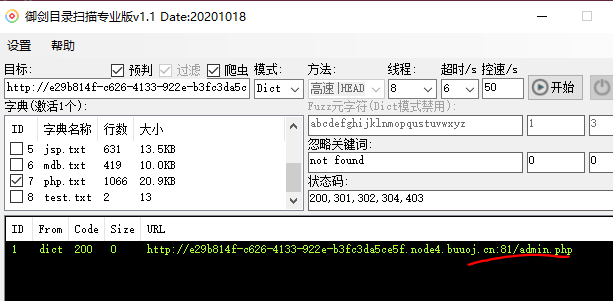 御剑目录扫描专业版v1.1 Date:20201018
设置 帮助
目标: 预判 过滤 爬虫 模式: 方法: 线程: 超时/s 控速/s
http://e29b814f-c626-4133-922e-b3fc3da5c Dict 高速|HEAD 8 6 50 开始
字典(激活1个): Fuzz元字符(Dict模式禁用):
ID 字典名称 行数 大小 abcdefghijklnmopqustuvwwxyz 1 3
5 jsp.txt 631 13.5KB 忽略关键词:
6 mdb.txt 419 10.0KB not found 0 0
7 php.txt 1066 20.9KB 状态码:
8 test.txt 2 13 200,301,302,304,403
ID From Code Size URL
1 dict 200 0 http://e29b814f-c626-4133-922e-b3fc3da5ce5f.node4.buuoj.cn:81/admin.php